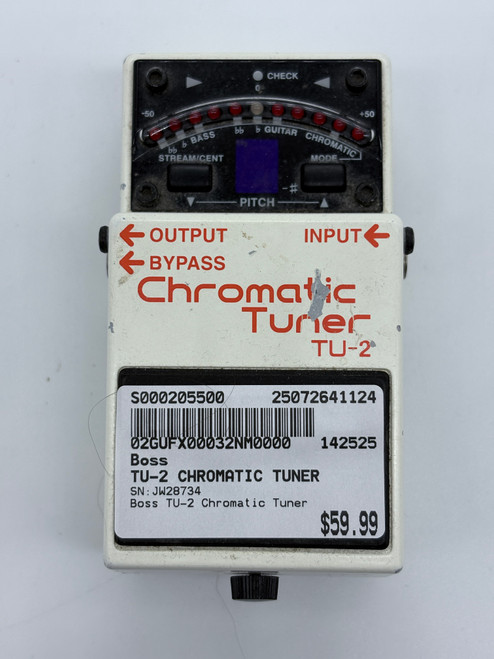 CHECK
0
-50 +50
♭♭ ♭ BASS ♭♭ ♭ GUITAR CHROMATIC
STREAM/CENT MODE
-#
▼ PITCH ▲
← OUTPUT INPUT ←
← BYPASS
Chromatic
Tuner
TU-2
S000205500 25072641124
02GUFX00032NM0000 142525
Boss
TU-2 CHROMATIC TUNER
SN:JW28734
Boss TU-2 Chromatic Tuner
$59.99